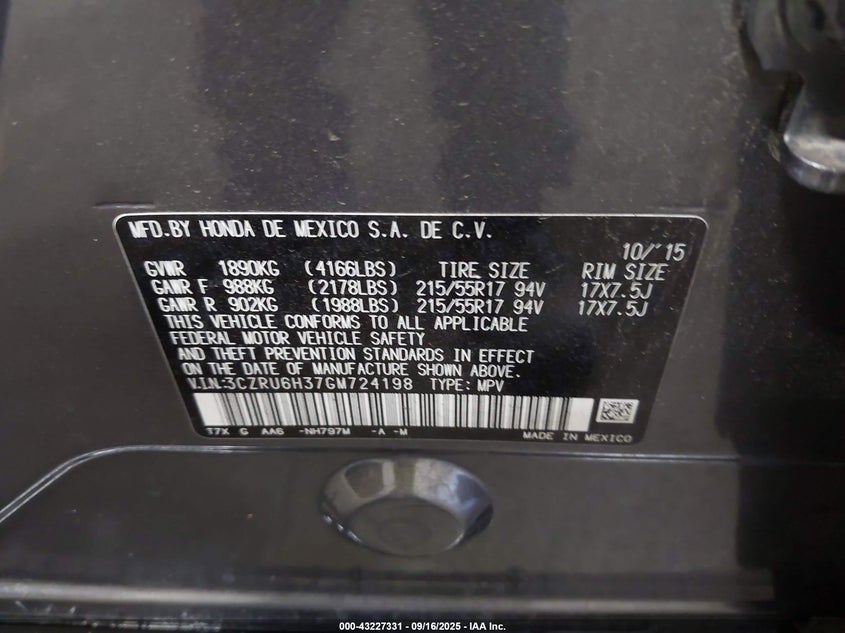 MFD.BY HONDA DE MEXICO S.A. DE C.V.
10/'15
GVWR 1890KG (4166LBS) TIRE SIZE RIM SIZE
GAWR F 988KG (2178LBS) 215/55R17 94V 17X7.5J
GAWR R 902KG (1988LBS) 215/55R17 94V 17X7.5J
THIS VEHICLE CONFORMS TO ALL APPLICABLE
FEDERAL MOTOR VEHICLE SAFETY
AND THEFT PREVENTION STANDARDS IN EFFECT
ON THE DATE OF MANUFACTURE SHOWN ABOVE.
V.I.N:3CZRU6H37GM724198 TYPE: MPV
T7X G AA6 -NH797M -A -M
MADE IN MEXICO
000-43227331 - 09/16/2025 - IAA Inc.